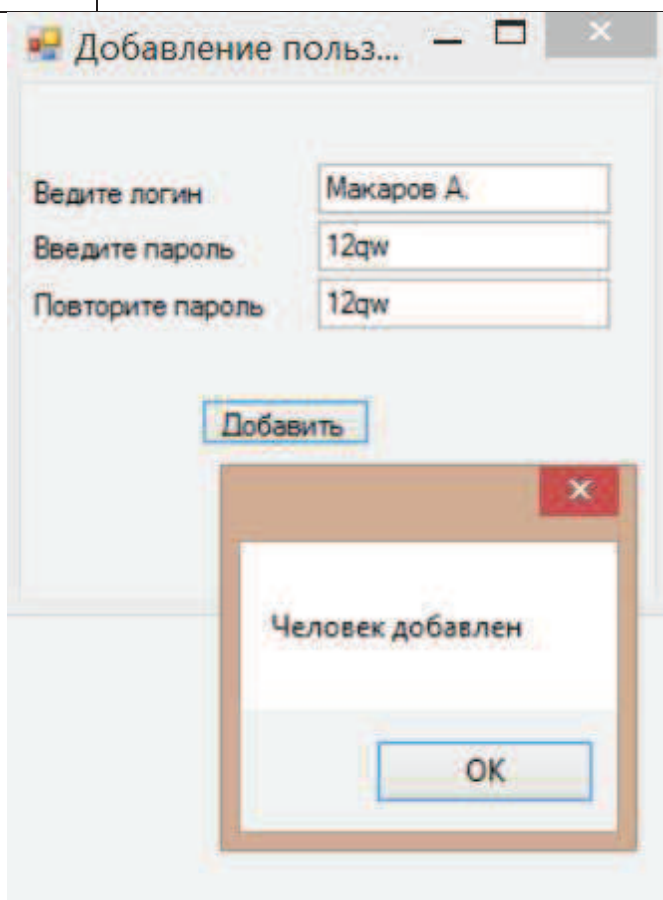 Добавление польз...
Ведите логин
Макаров А.
Введите пароль
12qw
Повторите пароль
12qw
Добавить
Человек добавлен
OK